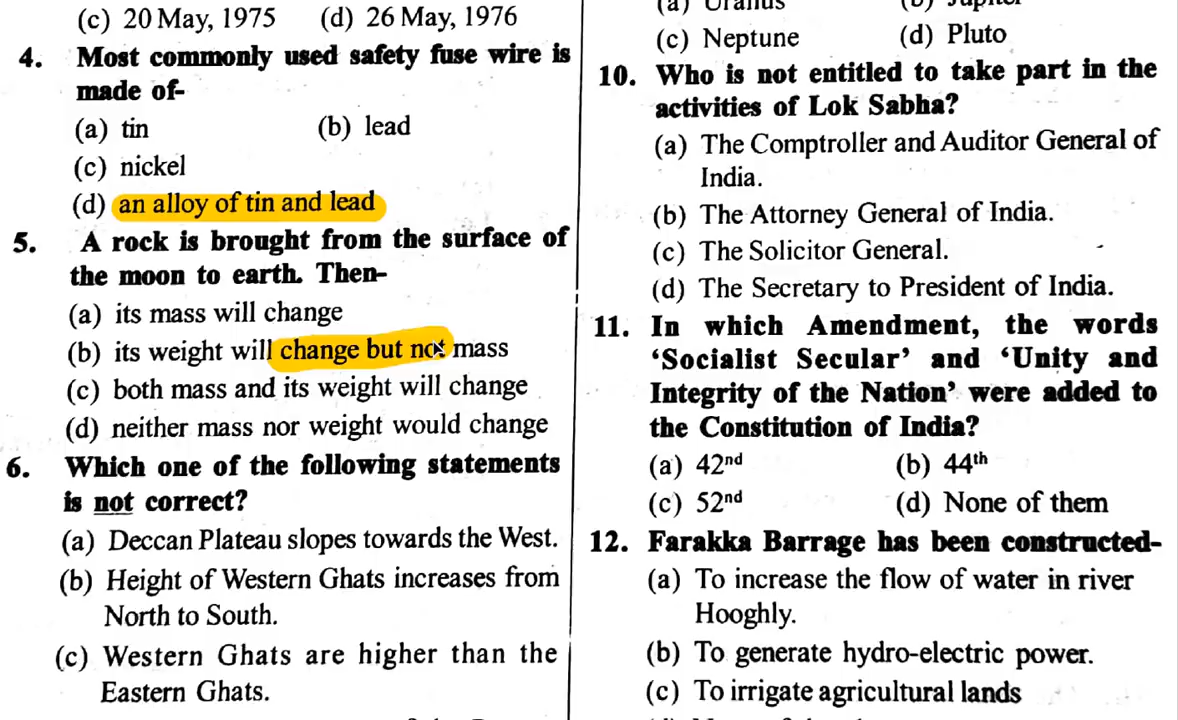 (c) 20 May, 1975 (d) 26 May, 1976
4. Most commonly used safety fuse wire is
made of-
(a) tin (b) lead
(c) nickel
(d) an alloy of tin and lead
5. A rock is brought from the surface of
the moon to earth. Then-
(a) its mass will change
(b) its weight will change but not mass
(c) both mass and its weight will change
(d) neither mass nor weight would change
6. Which one of the following statements
is not correct?
(a) Deccan Plateau slopes towards the West.
(b) Height of Western Ghats increases from
North to South.
(c) Western Ghats are higher than the
Eastern Ghats.
(a) Uranus (b) Jupiter
(c) Neptune (d) Pluto
10. Who is not entitled to take part in the
activities of Lok Sabha?
(a) The Comptroller and Auditor General of
India.
(b) The Attorney General of India.
(c) The Solicitor General.
(d) The Secretary to President of India.
11. In which Amendment, the words
‘Socialist Secular’ and ‘Unity and
Integrity of the Nation’ were added to
the Constitution of India?
(a) 42nd (b) 44th
(c) 52nd (d) None of them
12. Farakka Barrage has been constructed-
(a) To increase the flow of water in river
Hooghly.
(b) To generate hydro-electric power.
(c) To irrigate agricultural lands